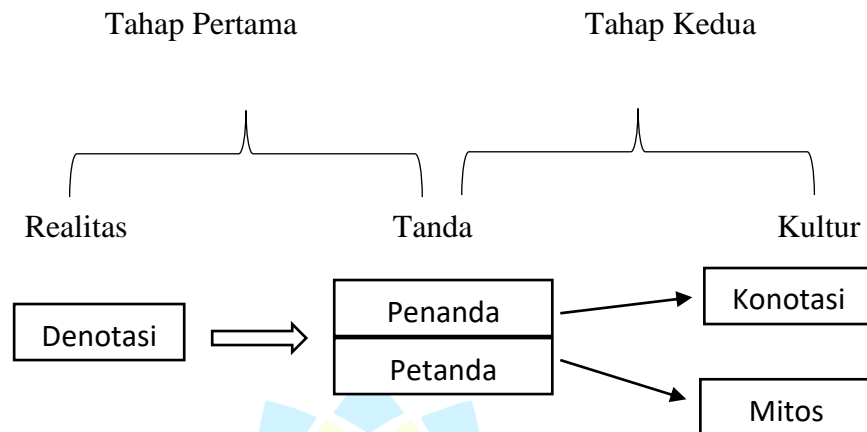 Tahap Pertama Tahap Kedua
Realitas Tanda Kultur
Denotasi
Penanda
Petanda
Konotasi
Mitos